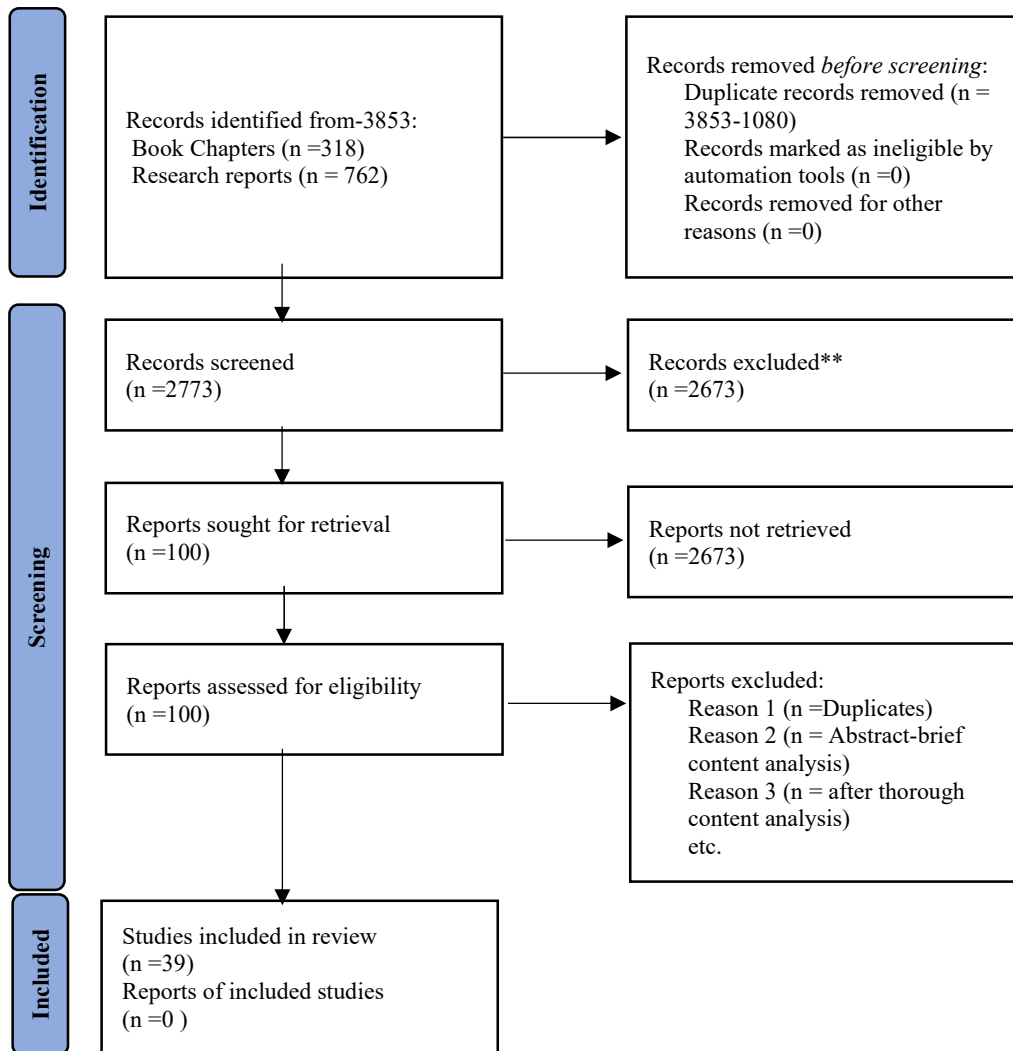 Identification
Records identified from-3853:
Book Chapters (n =318)
Research reports (n = 762)
Records removed before screening:
Duplicate records removed (n =
3853-1080)
Records marked as ineligible by
automation tools (n =0)
Records removed for other
reasons (n =0)
Screening
Records screened
(n =2773)
Records excluded**
(n =2673)
Reports sought for retrieval
(n =100)
Reports not retrieved
(n =2673)
Reports assessed for eligibility
(n =100)
Reports excluded:
Reason 1 (n =Duplicates)
Reason 2 (n = Abstract-brief
content analysis)
Reason 3 (n = after thorough
content analysis)
etc.
Included
Studies included in review
(n =39)
Reports of included studies
(n =0 )